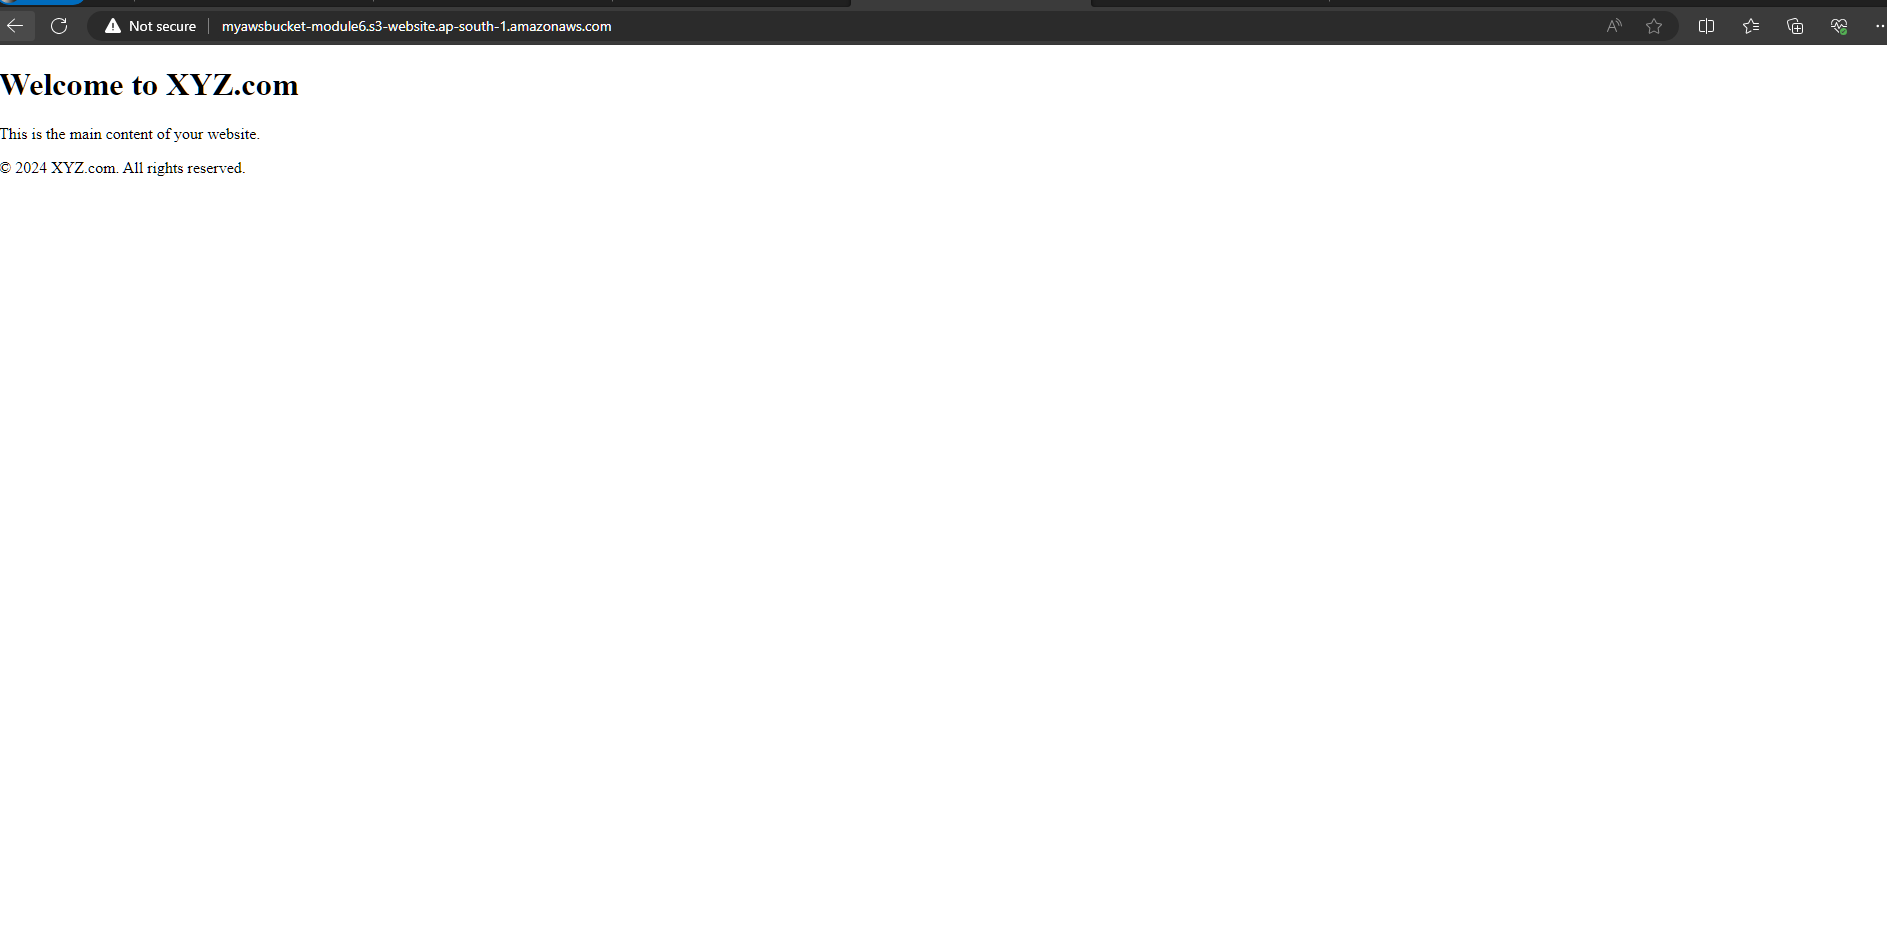 Not secure myawsbucket-module6.s3-website.ap-south-1.amazonaws.com
Welcome to XYZ.com
This is the main content of your website.
© 2024 XYZ.com. All rights reserved.